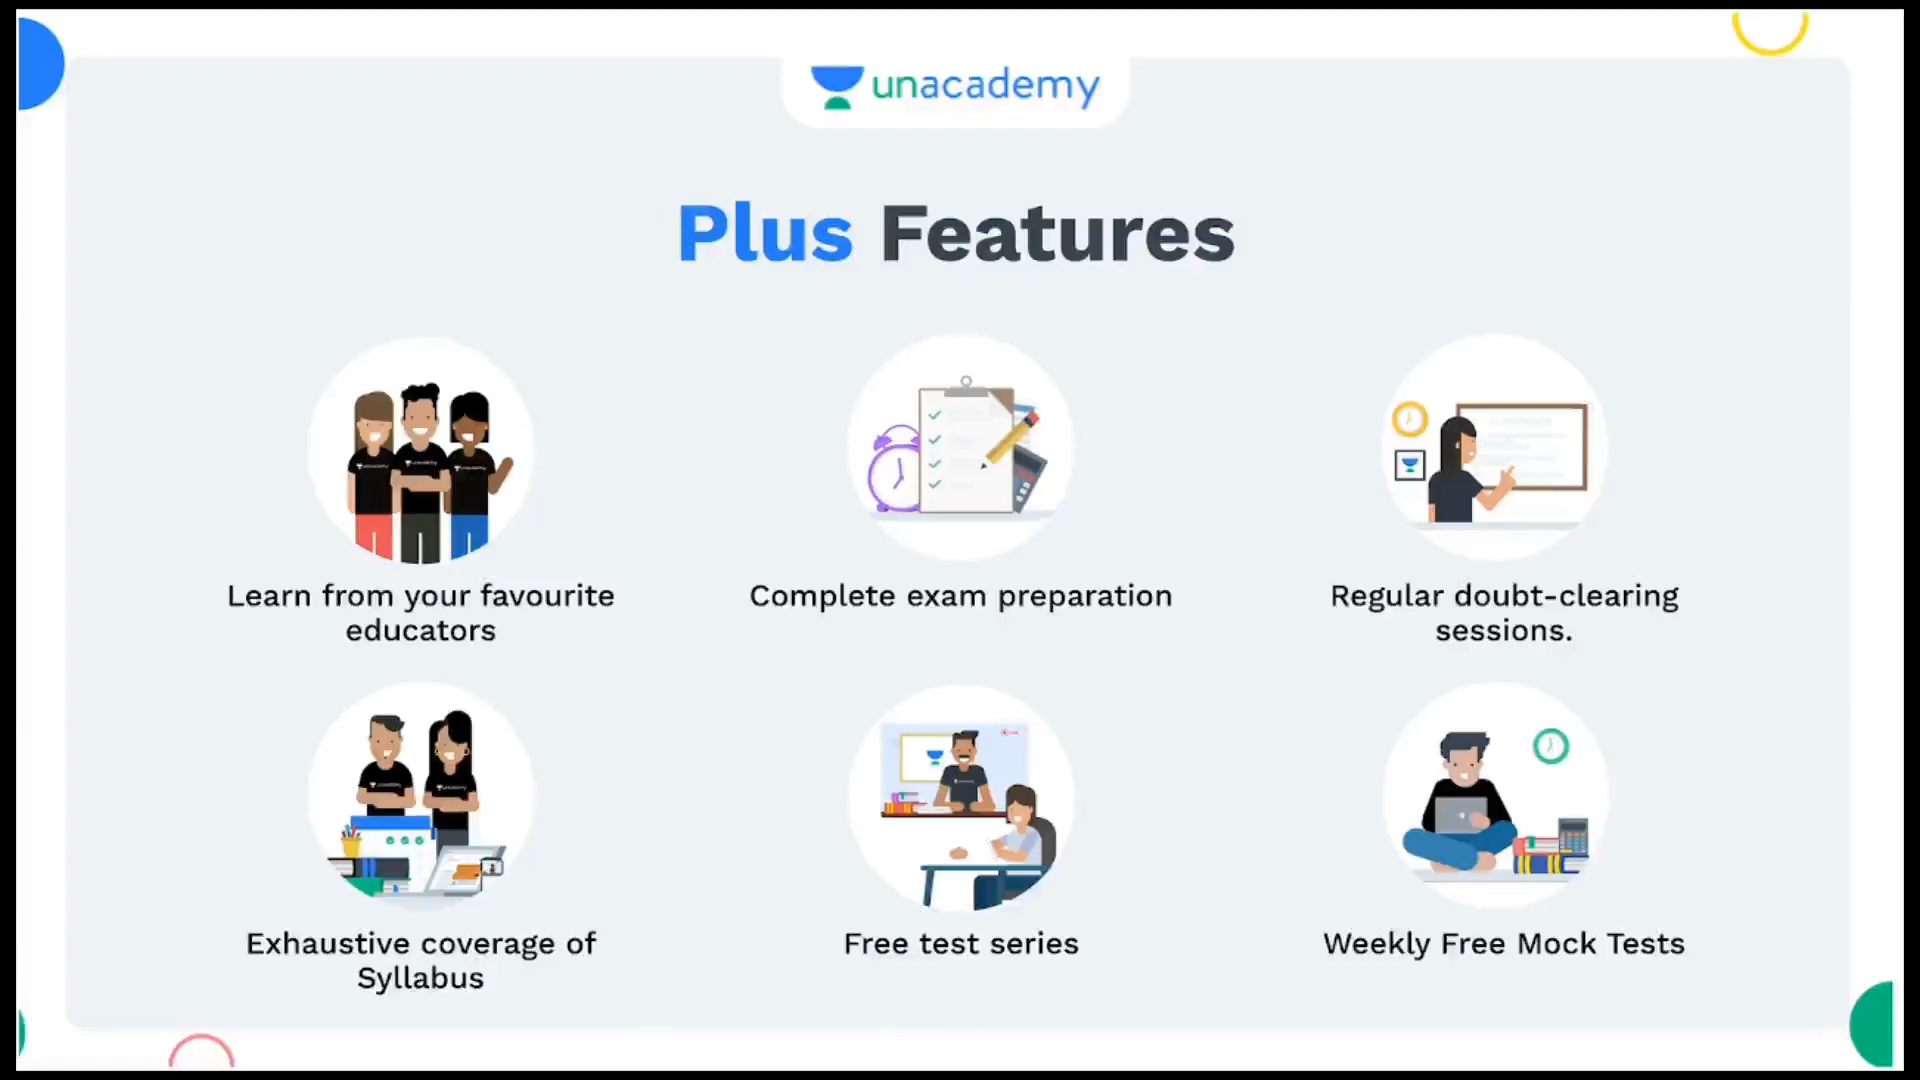 unacademy
Plus Features
Learn from your favourite
educators
Complete exam preparation
Regular doubt-clearing
sessions.
Exhaustive coverage of
Syllabus
Free test series
Weekly Free Mock Tests